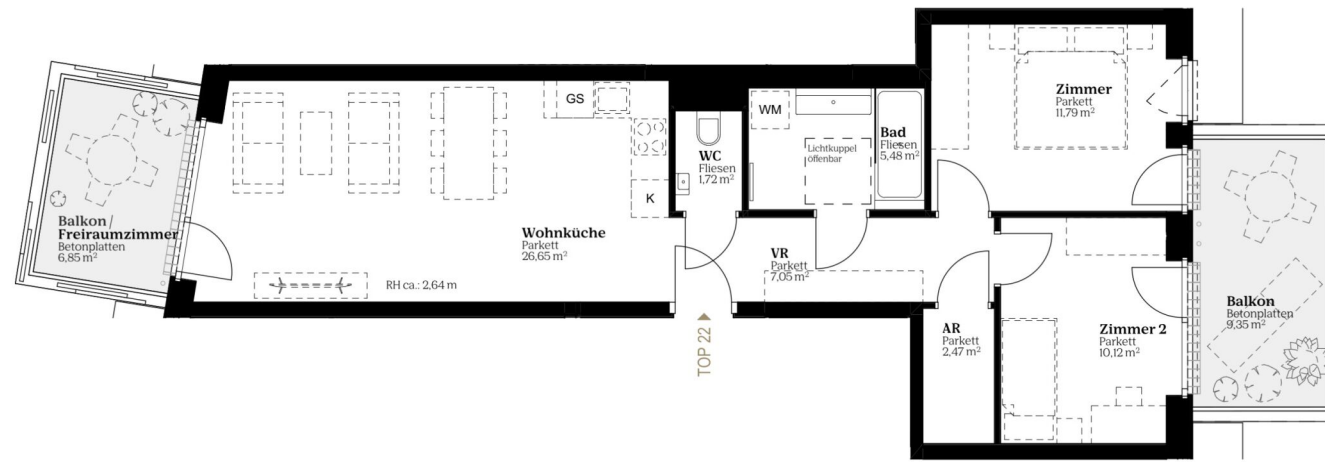 Balkon /
Freiraumzimmer
Betonplatten
6,85 m²
Wohnküche
Parkett
26,65 m²
RH ca.: 2,64 m
GS
K
WC
Fliesen
1,72 m²
WM
Lichtkuppel
öffenbar
Bad
Fliesen
5,48 m²
VR
Parkett
7,05 m²
TOP 22
Zimmer
Parkett
11,79 m²
AR
Parkett
2,47 m²
Zimmer 2
Parkett
10,12 m²
Balkon
Betonplatten
9,35 m²